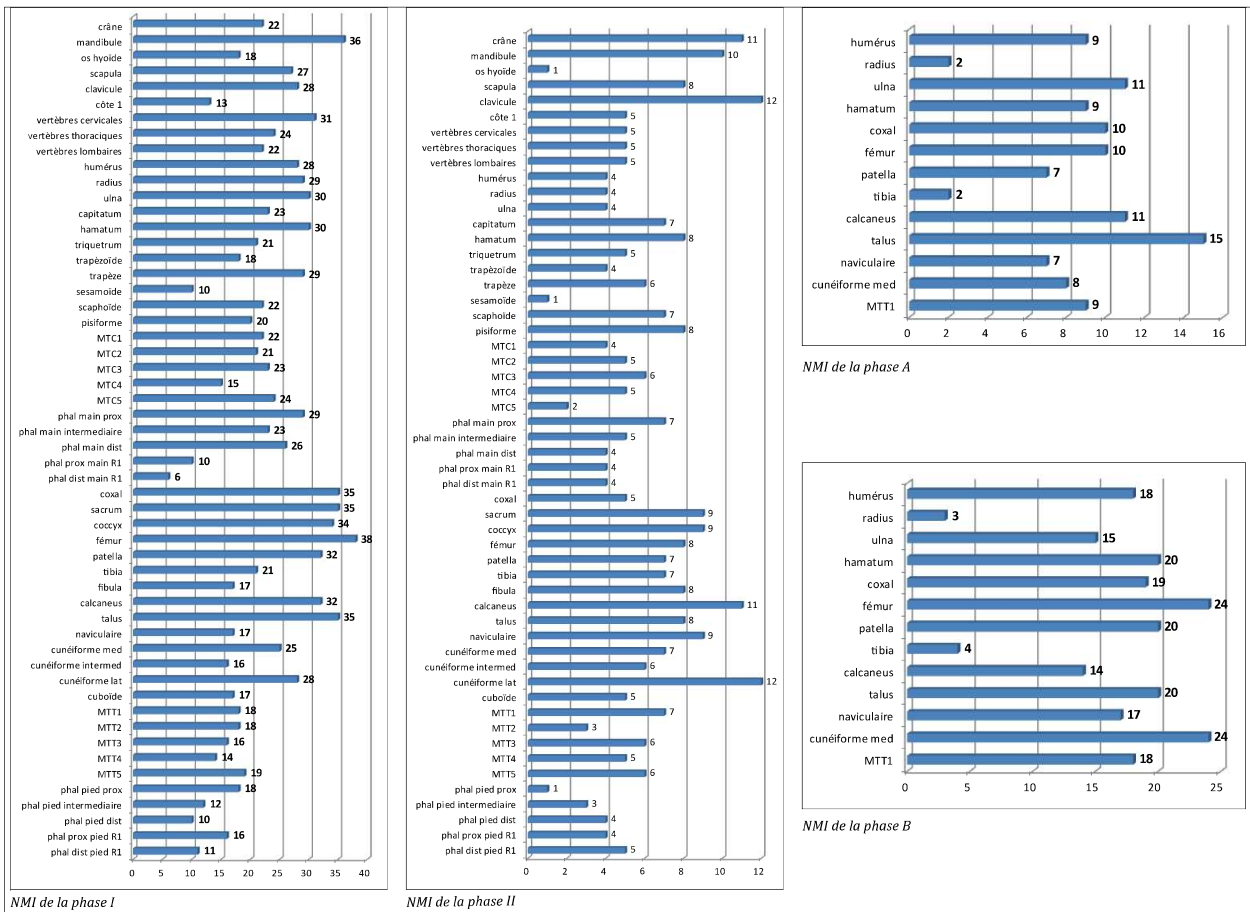 crâne 22
mandibule 36
os hyoïde 18
scapula 27
clavicule 28
côte 1 13
vertèbres cervicales 31
vertèbres thoraciques 24
vertèbres lombaires 22
humérus 28
radius 29
ulna 30
capitatum 23
hamatum 30
triquetrum 21
trapèzoïde 18
trapèze 29
sesamoïde 10
scaphoïde 22
pisiforme 20
MTC1 22
MTC2 21
MTC3 23
MTC4 15
MTC5 24
phal main prox 29
phal main intermediaire 23
phal main dist 26
phal prox main R1 10
phal dist main R1 6
coxal 35
sacrum 35
coccyx 34
fémur 38
patella 32
tibia 21
fibula 17
calcaneus 32
talus 35
naviculaire 17
cunéiforme med 25
cunéiforme intermed 16
cunéiforme lat 28
cuboïde 17
MTT1 18
MTT2 18
MTT3 16
MTT4 14
MTT5 19
phal pied prox 18
phal pied intermediaire 12
phal pied dist 10
phal prox pied R1 16
phal dist pied R1 11
0 5 10 15 20 25 30 35 40
NMI de la phase I
crâne 11
mandibule 10
os hyoïde 1
scapula 8
clavicule 12
côte 1 5
vertèbres cervicales 5
vertèbres thoraciques 5
vertèbres lombaires 5
humérus 4
radius 4
ulna 4
capitatum 7
hamatum 8
triquetrum 5
trapèzoïde 4
trapèze 6
sesamoïde 1
scaphoïde 7
pisiforme 8
MTC1 4
MTC2 5
MTC3 6
MTC4 5
MTC5 2
phal main prox 7
phal main intermediaire 5
phal main dist 4
phal prox main R1 4
phal dist main R1 4
coxal 5
sacrum 9
coccyx 9
fémur 8
patella 7
tibia 7
fibula 8
calcaneus 11
talus 8
naviculaire 9
cunéiforme med 7
cunéiforme intermed 6
cunéiforme lat 12
cuboïde 5
MTT1 7
MTT2 3
MTT3 6
MTT4 5
MTT5 6
phal pied prox 1
phal pied intermediaire 3
phal pied dist 4
phal prox pied R1 4
phal dist pied R1 5
0 2 4 6 8 10 12
NMI de la phase II
humérus 9
radius 2
ulna 11
hamatum 9
coxal 10
fémur 10
patella 7
tibia 2
calcaneus 11
talus 15
naviculaire 7
cunéiforme med 8
MTT1 9
0 2 4 6 8 10 12 14 16
NMI de la phase A
humérus 18
radius 3
ulna 15
hamatum 20
coxal 19
fémur 24
patella 20
tibia 4
calcaneus 14
talus 20
naviculaire 17
cunéiforme med 24
MTT1 18
0 5 10 15 20 25
NMI de la phase B